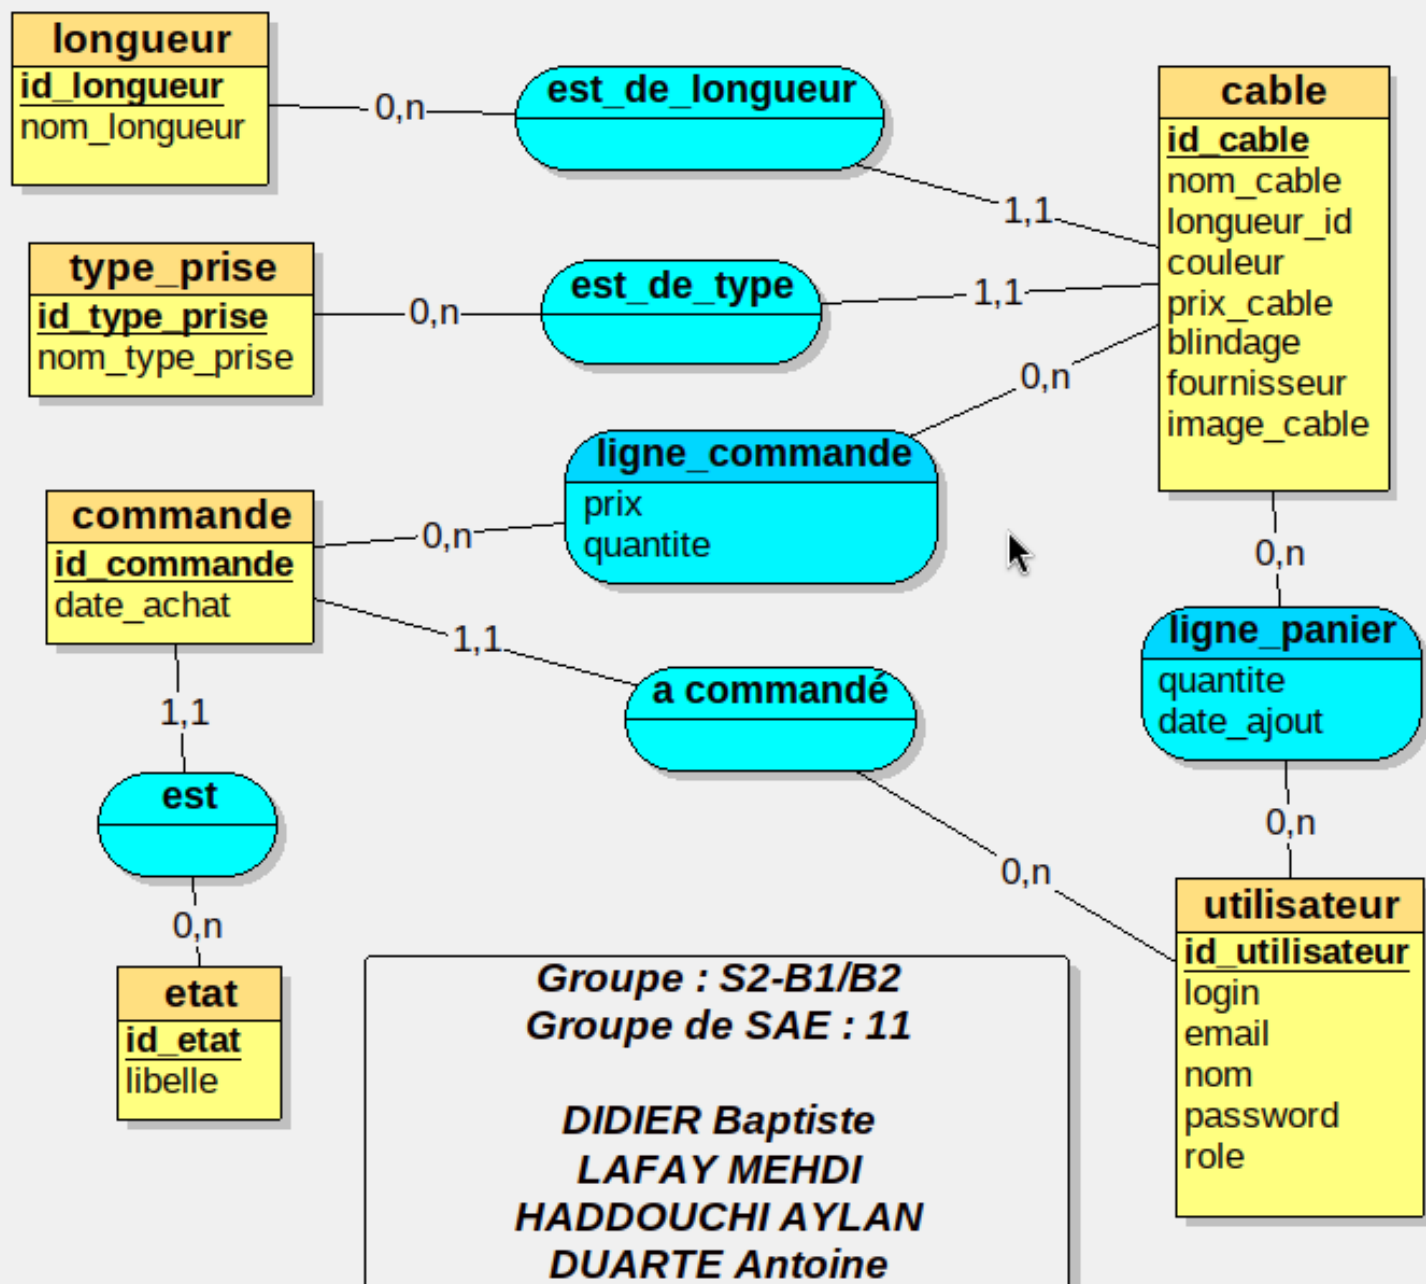 longueur
id_longueur
nom_longueur
0,n
est_de_longueur
1,1
cable
id_cable
nom_cable
longueur_id
couleur
prix_cable
blindage
fournisseur
image_cable
type_prise
id_type_prise
nom_type_prise
0,n
est_de_type
1,1
0,n
ligne_commande
prix
quantite
commande
id_commande
date_achat
0,n
1,1
a commandé
0,n
0,n
ligne_panier
quantite
date_ajout
0,n
1,1
est
0,n
etat
id_etat
libelle
utilisateur
id_utilisateur
login
email
nom
password
role
Groupe : S2-B1/B2
Groupe de SAE : 11
DIDIER Baptiste
LAFAY MEHDI
HADDOUCHI AYLAN
DUARTE Antoine